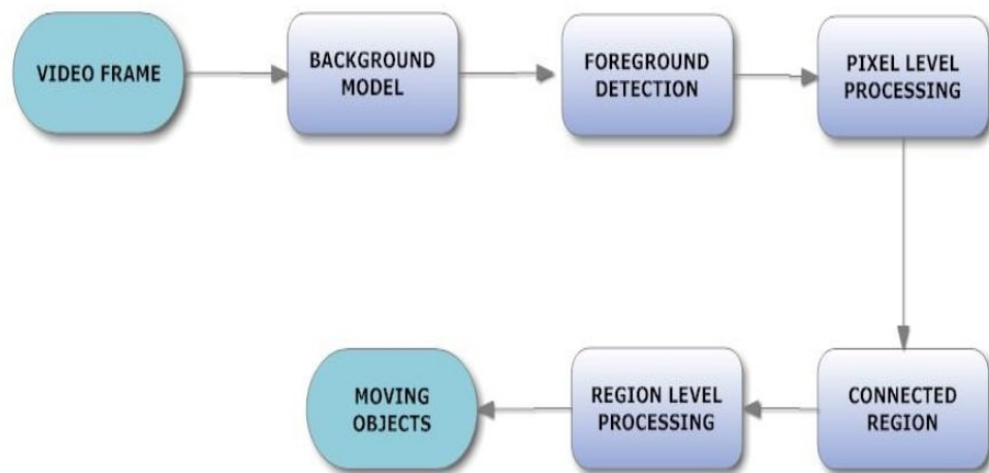 VIDEO FRAME
BACKGROUND
MODEL
FOREGROUND
DETECTION
PIXEL LEVEL
PROCESSING
CONNECTED
REGION
REGION LEVEL
PROCESSING
MOVING
OBJECTS